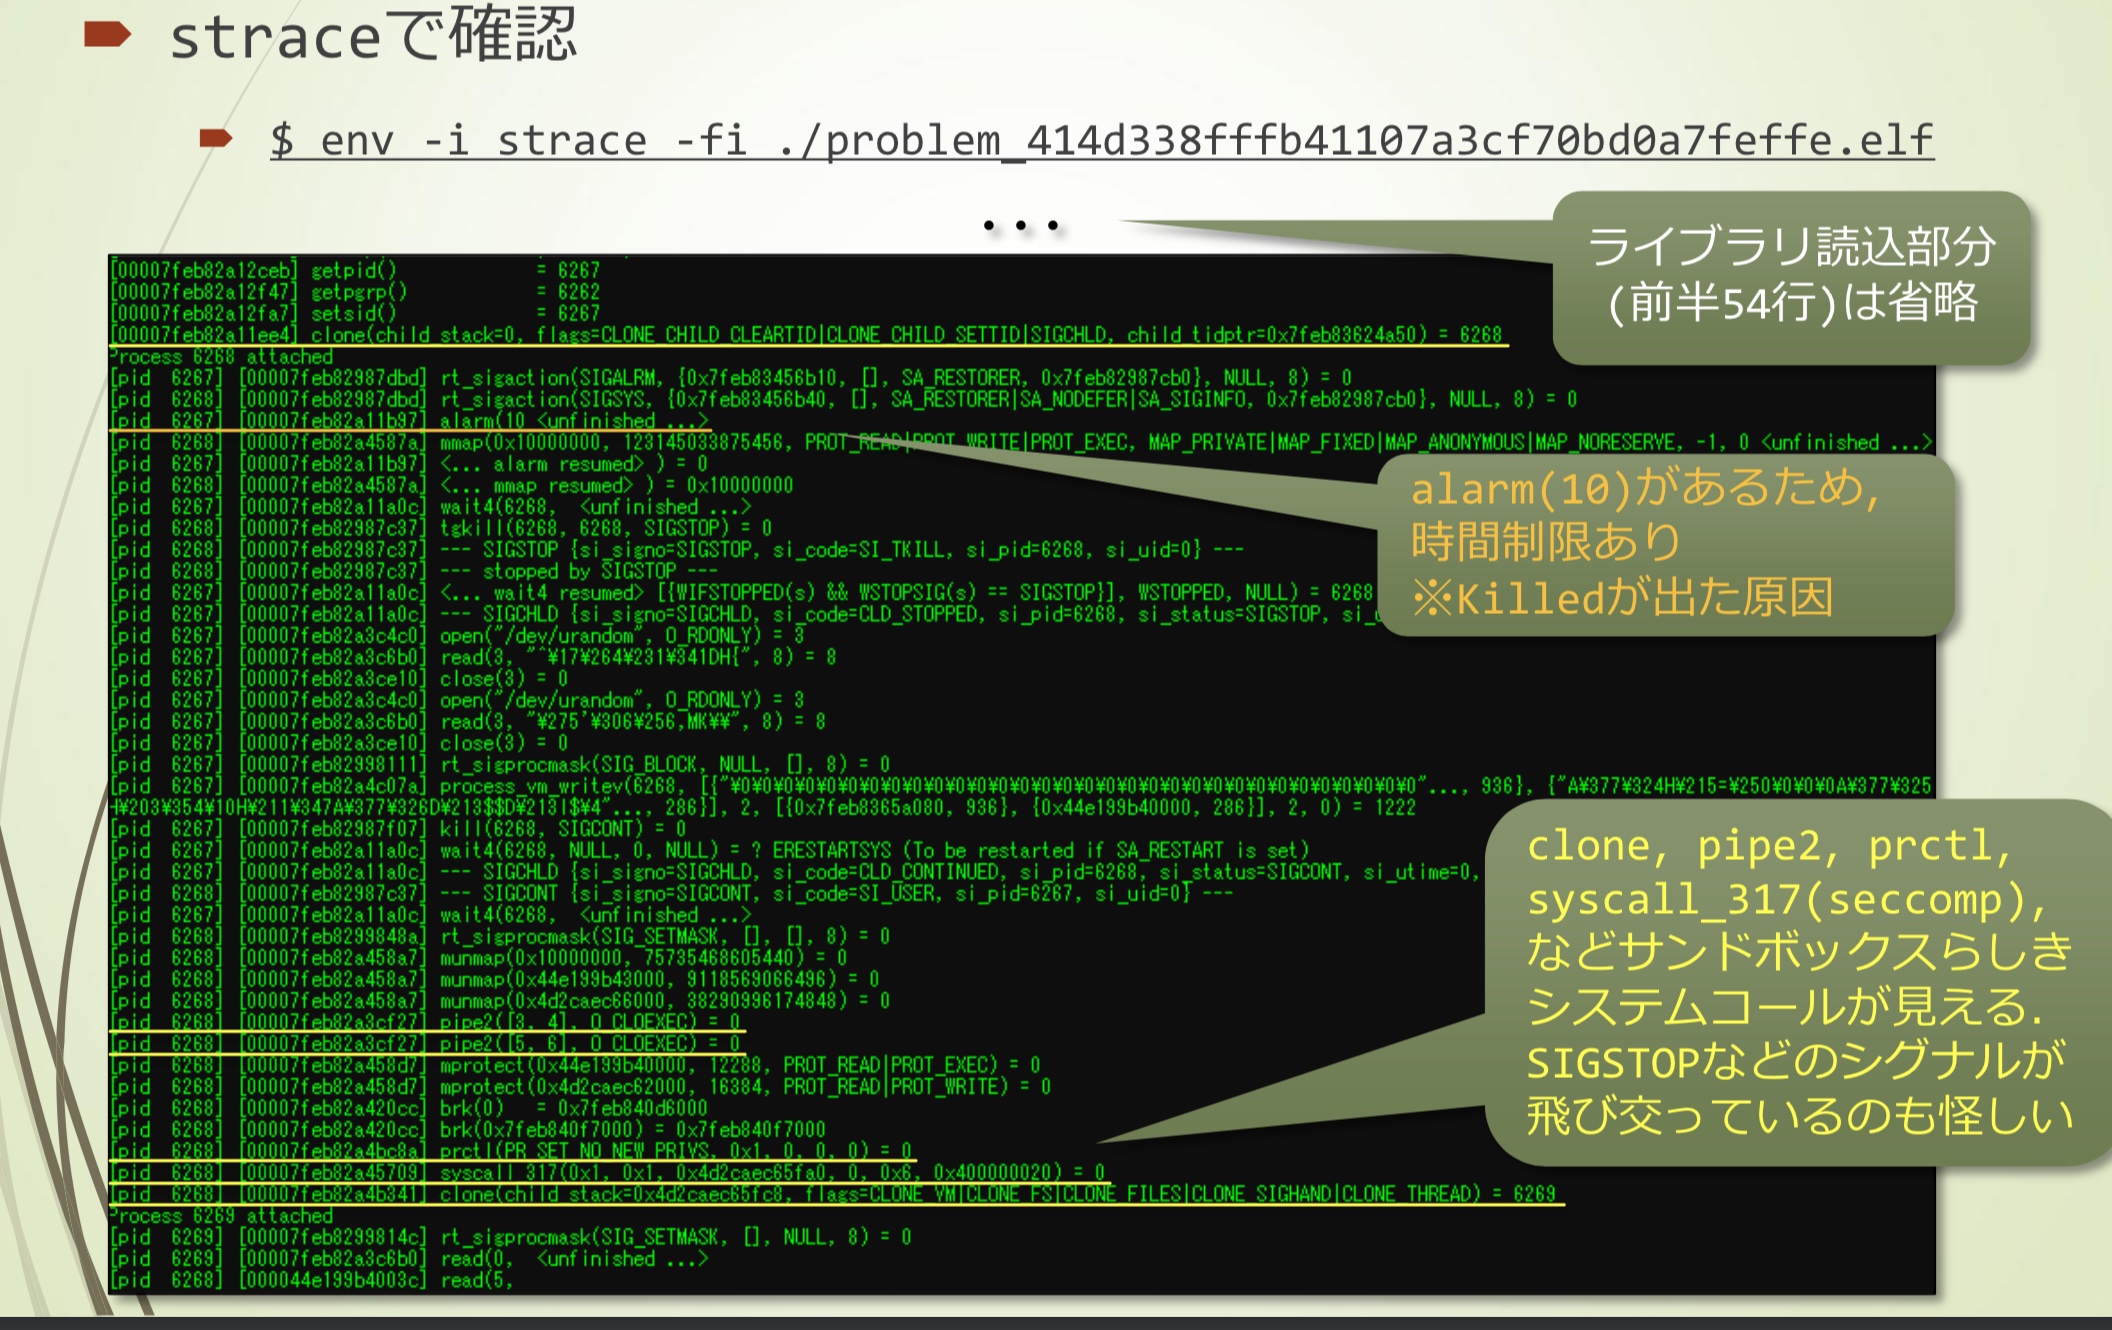 straceで確認
$ env -i strace -fi ./problem_414d338fffb41107a3cf70bd0a7feffe.elf
...
ライブラリ読込部分
(前半54行)は省略
[00007feb82a12ceb] getpid() = 6267
[00007feb82a12f47] getpgrp() = 6262
[00007feb82a12fa7] setsid() = 6267
[00007feb82a11ee4] clone(child_stack=0, flags=CLONE_CHILD_CLEARTID|CLONE_CHILD_SETTID|SIGCHLD, child_tidptr=0x7feb83624a50) = 6268
Process 6268 attached
[pid 6267] [00007feb82987dbd] rt_sigaction(SIGALRM, {0x7feb83456b10, [], SA_RESTORER, 0x7feb82987cb0}, NULL, 8) = 0
[pid 6268] [00007feb82987dbd] rt_sigaction(SIGSYS, {0x7feb83456b40, [], SA_RESTORER|SA_NODEFER|SA_SIGINFO, 0x7feb82987cb0}, NULL, 8) = 0
[pid 6267] [00007feb82a11b97] alarm(10 <unfinished ...>
[pid 6268] [00007feb82a4587a] mmap(0x10000000, 123145033875456, PROT_READ|PROT_WRITE|PROT_EXEC, MAP_PRIVATE|MAP_FIXED|MAP_ANONYMOUS|MAP_NORESERVE, -1, 0 <unfinished ...>
[pid 6267] [00007feb82a11b97] <... alarm resumed> ) = 0
[pid 6268] [00007feb82a4587a] <... mmap resumed> ) = 0x10000000
[pid 6267] [00007feb82a11a0c] wait4(6268, <unfinished ...>
[pid 6268] [00007feb82987c37] tgkill(6268, 6268, SIGSTOP) = 0
[pid 6268] [00007feb82987c37] --- SIGSTOP {si_signo=SIGSTOP, si_code=SI_TKILL, si_pid=6268, si_uid=0} ---
[pid 6268] [00007feb82987c37] --- stopped by SIGSTOP ---
[pid 6267] [00007feb82a11a0c] <... wait4 resumed> [{WIFSTOPPED(s) && WSTOPSIG(s) == SIGSTOP}], WSTOPPED, NULL) = 6268
[pid 6267] [00007feb82a11a0c] --- SIGCHLD {si_signo=SIGCHLD, si_code=CLD_STOPPED, si_pid=6268, si_status=SIGSTOP,
[pid 6267] [00007feb82a3c4c0] open("/dev/urandom", O_RDONLY) = 3
[pid 6267] [00007feb82a3c6b0] read(3, "^¥17¥264¥231¥341DH{", 8) = 8
[pid 6267] [00007feb82a3ce10] close(3) = 0
[pid 6267] [00007feb82a3c4c0] open("/dev/urandom", O_RDONLY) = 3
[pid 6267] [00007feb82a3c6b0] read(3, "¥275'¥306¥256,MK¥¥", 8) = 8
[pid 6267] [00007feb82a3ce10] close(3) = 0
[pid 6267] [00007feb82998111] rt_sigprocmask(SIG_BLOCK, NULL, [], 8) = 0
[pid 6267] [00007feb82a4c07a] process_vm_writev(6268, [{"¥0¥0¥0¥0¥0¥0¥0¥0¥0¥0¥0¥0¥0¥0¥0¥0¥0¥0¥0¥0¥0¥0¥0¥0¥0¥0¥0¥0¥0¥0¥0¥0"..., 936}, {"A¥377¥324H¥215=¥250¥0¥0¥0A¥377¥325
H¥203¥354¥10H¥211¥347A¥377¥326D¥213$$D¥213l$¥4"..., 286}], 2, [{0x7feb8365a080, 936}, {0x44e199b40000, 286}], 2, 0) = 1222
[pid 6267] [00007feb82987f07] kill(6268, SIGCONT) = 0
[pid 6267] [00007feb82a11a0c] wait4(6268, NULL, 0, NULL) = ? ERESTARTSYS (To be restarted if SA_RESTART is set)
[pid 6267] [00007feb82a11a0c] --- SIGCHLD {si_signo=SIGCHLD, si_code=CLD_CONTINUED, si_pid=6268, si_status=SIGCONT, si_utime=0,
[pid 6268] [00007feb82987c37] --- SIGCONT {si_signo=SIGCONT, si_code=SI_USER, si_pid=6267, si_uid=0} ---
[pid 6267] [00007feb82a11a0c] wait4(6268, <unfinished ...>
[pid 6268] [00007feb8299848a] rt_sigprocmask(SIG_SETMASK, [], [], 8) = 0
[pid 6268] [00007feb82a458a7] munmap(0x10000000, 75735468605440) = 0
[pid 6268] [00007feb82a458a7] munmap(0x44e199b43000, 9118569066496) = 0
[pid 6268] [00007feb82a458a7] munmap(0x4d2caec66000, 38290996174848) = 0
[pid 6268] [00007feb82a3cf27] pipe2([3, 4], O_CLOEXEC) = 0
[pid 6268] [00007feb82a3cf27] pipe2([5, 6], O_CLOEXEC) = 0
[pid 6268] [00007feb82a458d7] mprotect(0x44e199b40000, 12288, PROT_READ|PROT_EXEC) = 0
[pid 6268] [00007feb82a458d7] mprotect(0x4d2caec62000, 16384, PROT_READ|PROT_WRITE) = 0
[pid 6268] [00007feb82a420cc] brk(0) = 0x7feb840d6000
[pid 6268] [00007feb82a420cc] brk(0x7feb840f7000) = 0x7feb840f7000
[pid 6268] [00007feb82a4bc8a] prctl(PR_SET_NO_NEW_PRIVS, 0x1, 0, 0, 0) = 0
[pid 6268] [00007feb82a45709] syscall_317(0x1, 0x1, 0x4d2caec65fa0, 0, 0x6, 0x400000020) = 0
[pid 6268] [00007feb82a4b341] clone(child_stack=0x4d2caec65fc8, flags=CLONE_VM|CLONE_FS|CLONE_FILES|CLONE_SIGHAND|CLONE_THREAD) = 6269
Process 6269 attached
[pid 6269] [00007feb8299814c] rt_sigprocmask(SIG_SETMASK, [], NULL, 8) = 0
[pid 6269] [00007feb82a3c6b0] read(0, <unfinished ...>
[pid 6268] [000044e199b4003c] read(5,
alarm(10)があるため,
時間制限あり
※Killedが出た原因
clone, pipe2, prctl,
syscall_317(seccomp),
などサンドボックスらしき
システムコールが見える.
SIGSTOPなどのシグナルが
飛び交っているのも怪しい